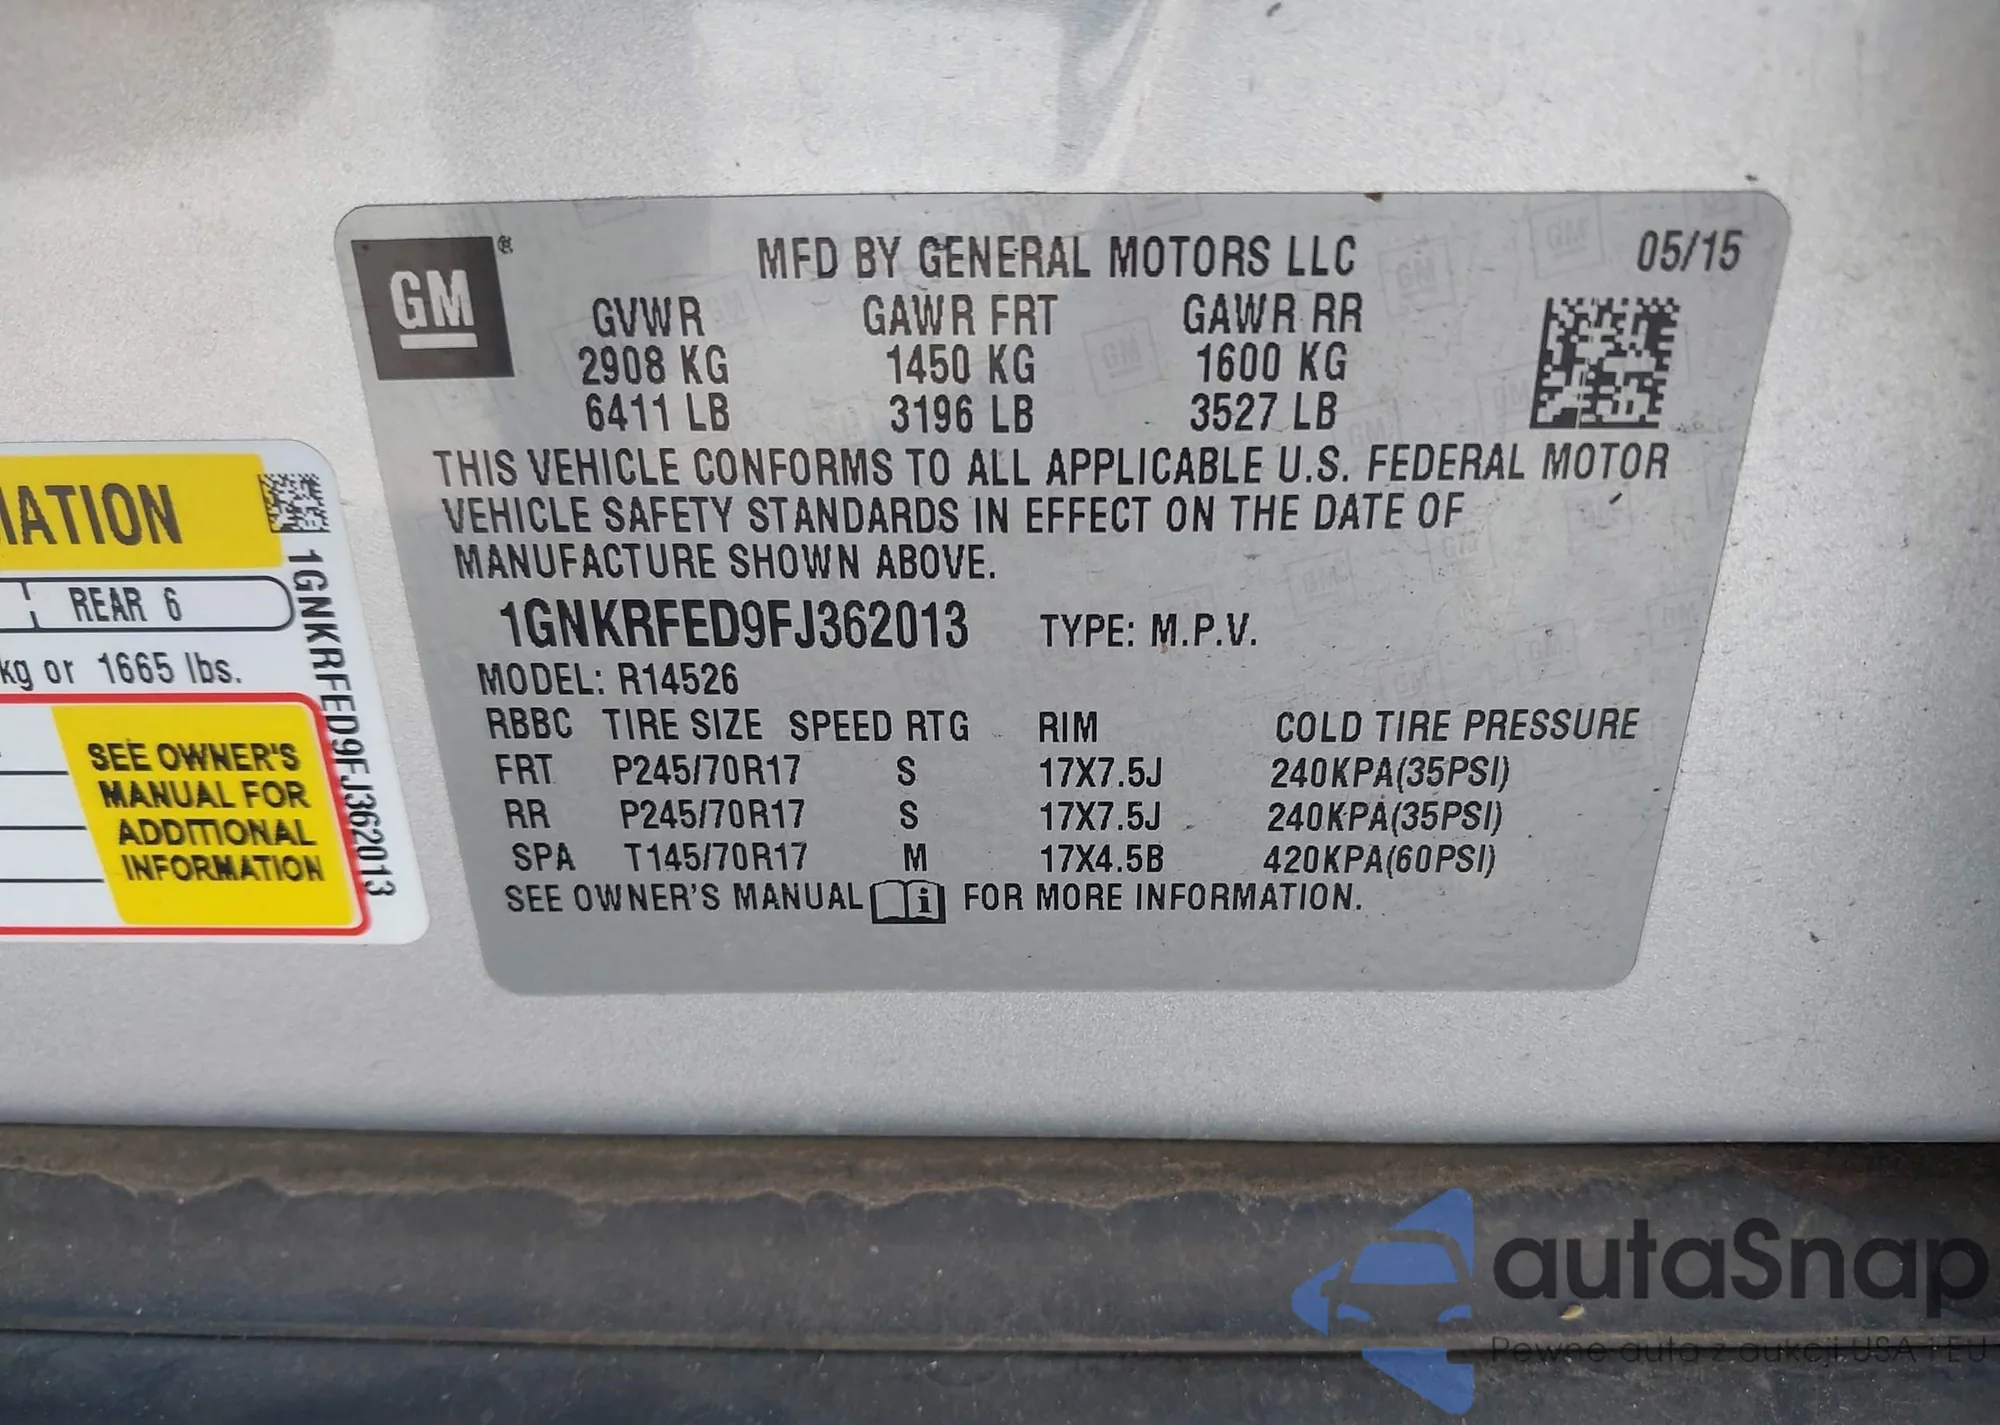 GM ®
MFD BY GENERAL MOTORS LLC 05/15
GVWR GAWR FRT GAWR RR
2908 KG 1450 KG 1600 KG
6411 LB 3196 LB 3527 LB
THIS VEHICLE CONFORMS TO ALL APPLICABLE U.S. FEDERAL MOTOR
VEHICLE SAFETY STANDARDS IN EFFECT ON THE DATE OF
MANUFACTURE SHOWN ABOVE.
1GNKRFED9FJ362013 TYPE: M.P.V.
MODEL: R14526
RBBC TIRE SIZE SPEED RTG RIM COLD TIRE PRESSURE
FRT P245/70R17 S 17X7.5J 240KPA(35PSI)
RR P245/70R17 S 17X7.5J 240KPA(35PSI)
SPA T145/70R17 M 17X4.5B 420KPA(60PSI)
SEE OWNER'S MANUAL i FOR MORE INFORMATION.
REAR 6
kg or 1665 lbs.
SEE OWNER'S
MANUAL FOR
ADDITIONAL
INFORMATION
1GNKRFED9FJ362013
autaSnap
Pewne auta z aukcji USA i EU